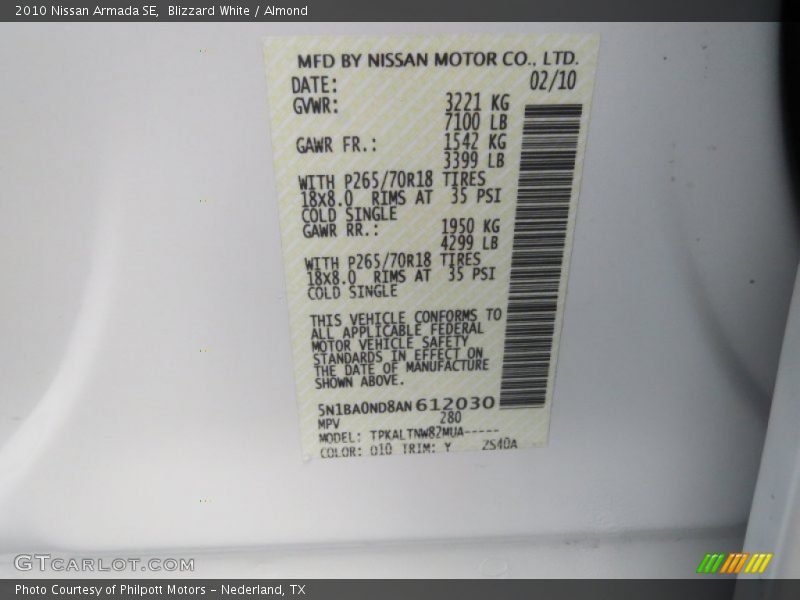 2010 Nissan Armada SE,  Blizzard White / Almond
MFD BY NISSAN MOTOR CO., LTD.
DATE: 02/10
GVWR: 3221 KG
7100 LB
GAWR FR.: 1542 KG
3399 LB
WITH P265/70R18 TIRES
18X8.0 RIMS AT 35 PSI
COLD SINGLE
GAWR RR.: 1950 KG
4299 LB
WITH P265/70R18 TIRES
18X8.0 RIMS AT 35 PSI
COLD SINGLE
THIS VEHICLE CONFORMS TO
ALL APPLICABLE FEDERAL
MOTOR VEHICLE SAFETY
STANDARDS IN EFFECT ON
THE DATE OF MANUFACTURE
SHOWN ABOVE.
5N1BA0ND8AN612030
MPV 280
MODEL: TPKALTNW82MUA-----
COLOR: 010 TRIM: Y 2S40A
GTCARLOT.COM
Photo Courtesy of Philpott Motors – Nederland, TX